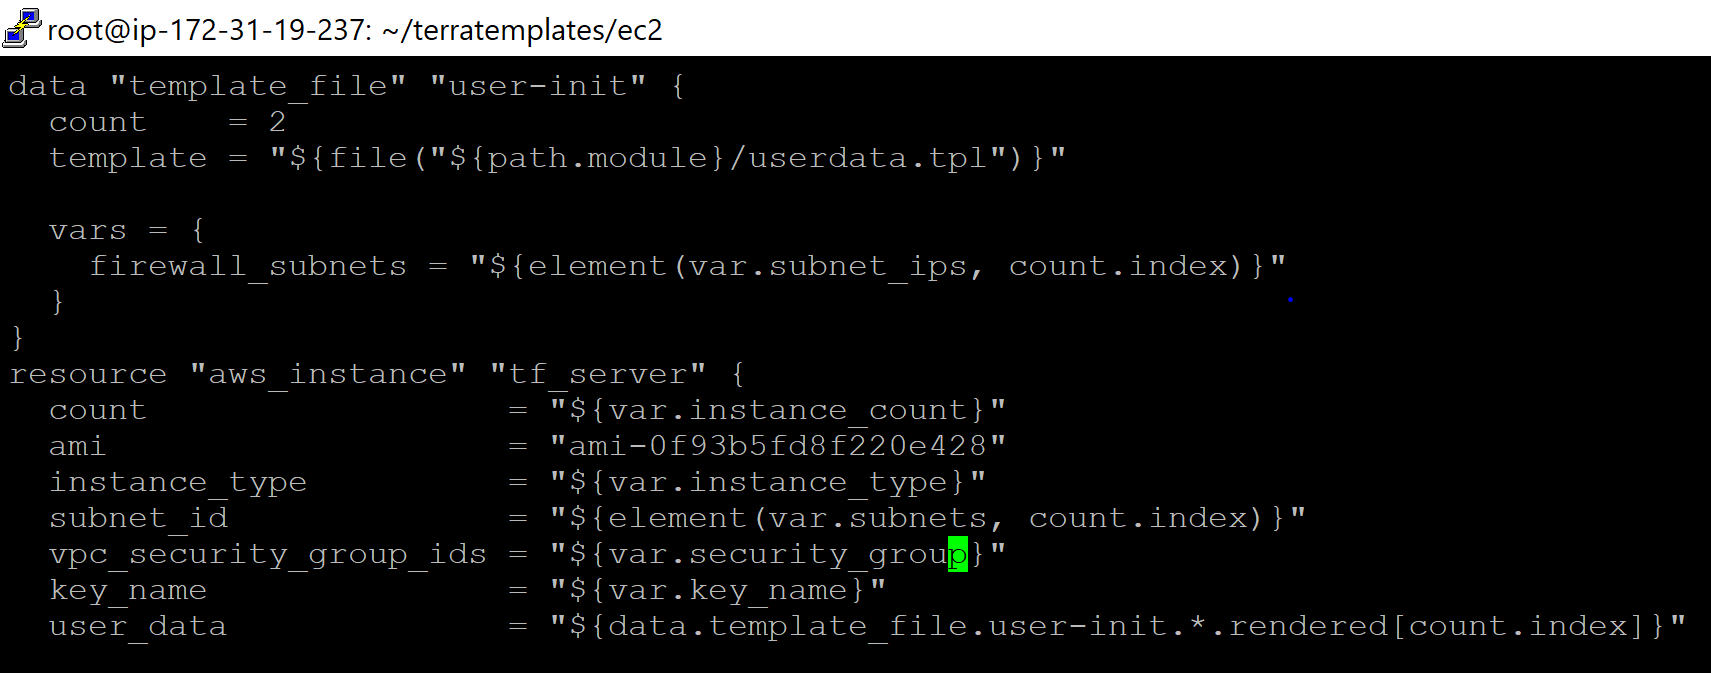 root@ip-172-31-19-237: ~/terratemplates/ec2
data "template_file" "user-init" {
  count    = 2
  template = "${file("${path.module}/userdata.tpl")}"

  vars = {
    firewall_subnets = "${element(var.subnet_ips, count.index)}"
  }
}
resource "aws_instance" "tf_server" {
  count                  = "${var.instance_count}"
  ami                    = "ami-0f93b5fd8f220e428"
  instance_type          = "${var.instance_type}"
  subnet_id              = "${element(var.subnets, count.index)}"
  vpc_security_group_ids = "${var.security_group}"
  key_name               = "${var.key_name}"
  user_data              = "${data.template_file.user-init.*.rendered[count.index]}"